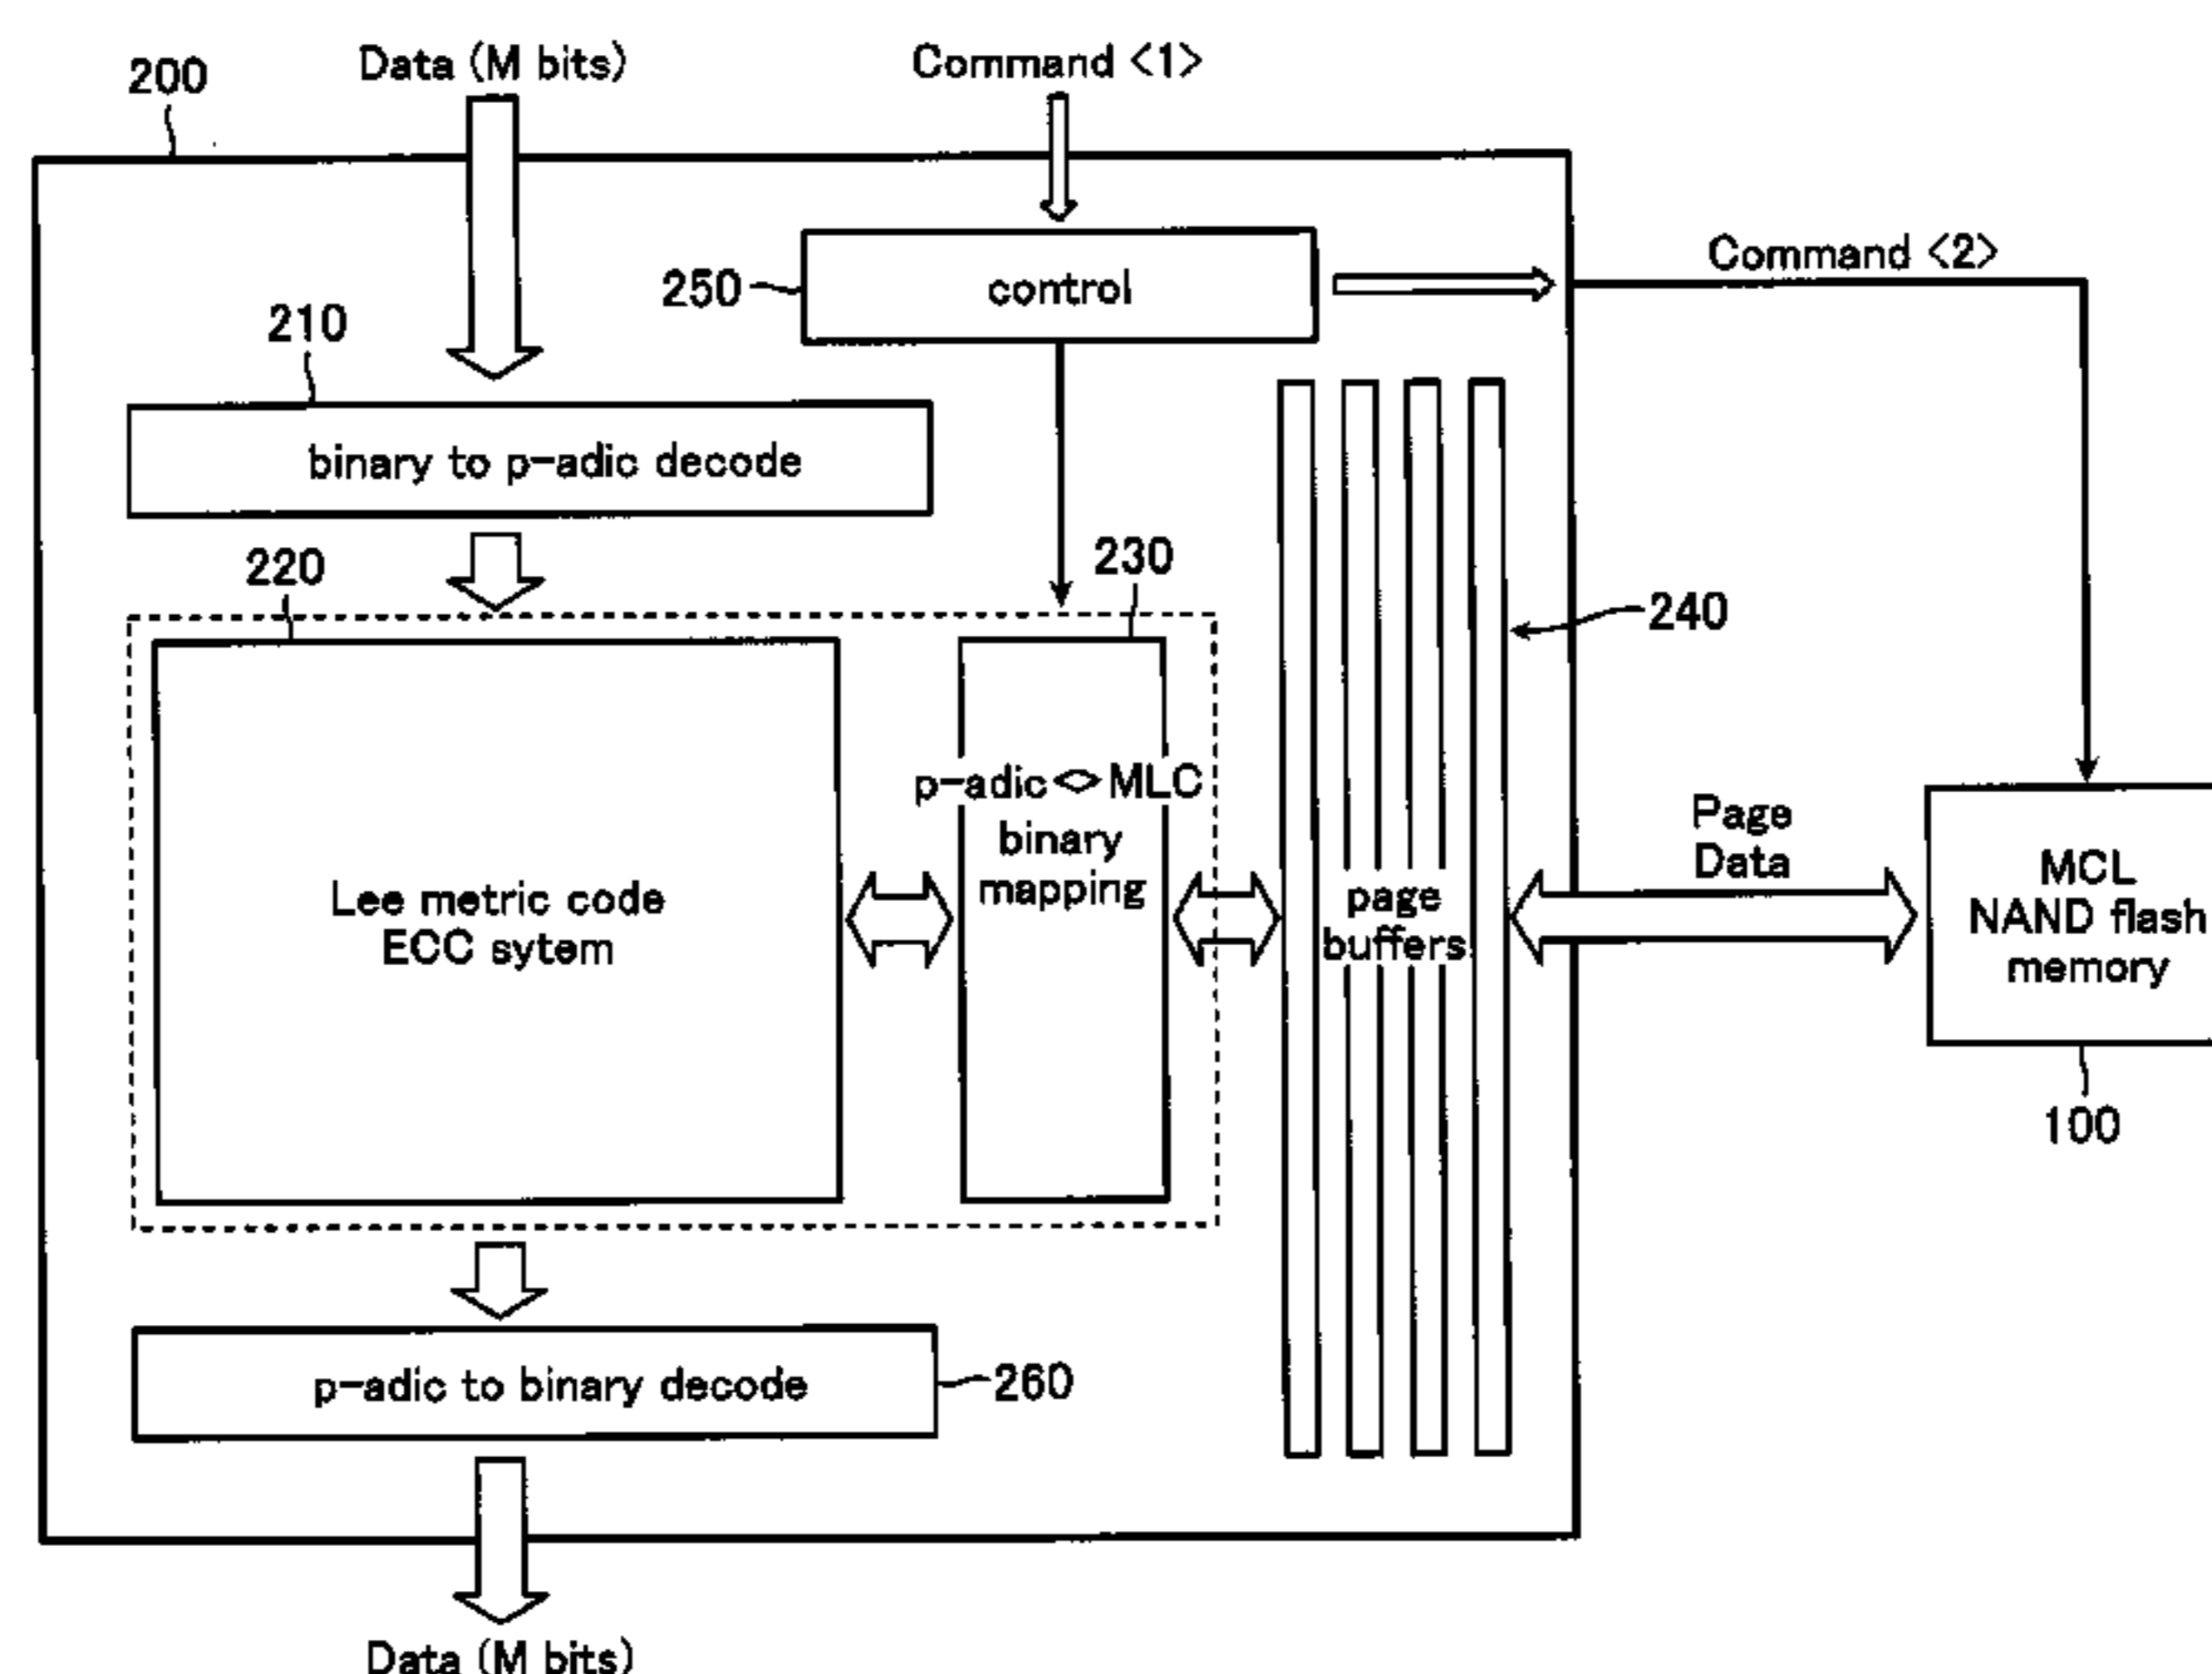 Data (M bits)
Command <1>
200
Command <2>
250
control
210
binary to p-adic decode
220
230
240
p-adic <> MLC
binary
mapping
Lee metric code
ECC sytem
page
buffers
Page
Data
MCL
NAND flash
memory
100
p-adic to binary decode
260
Data (M bits)